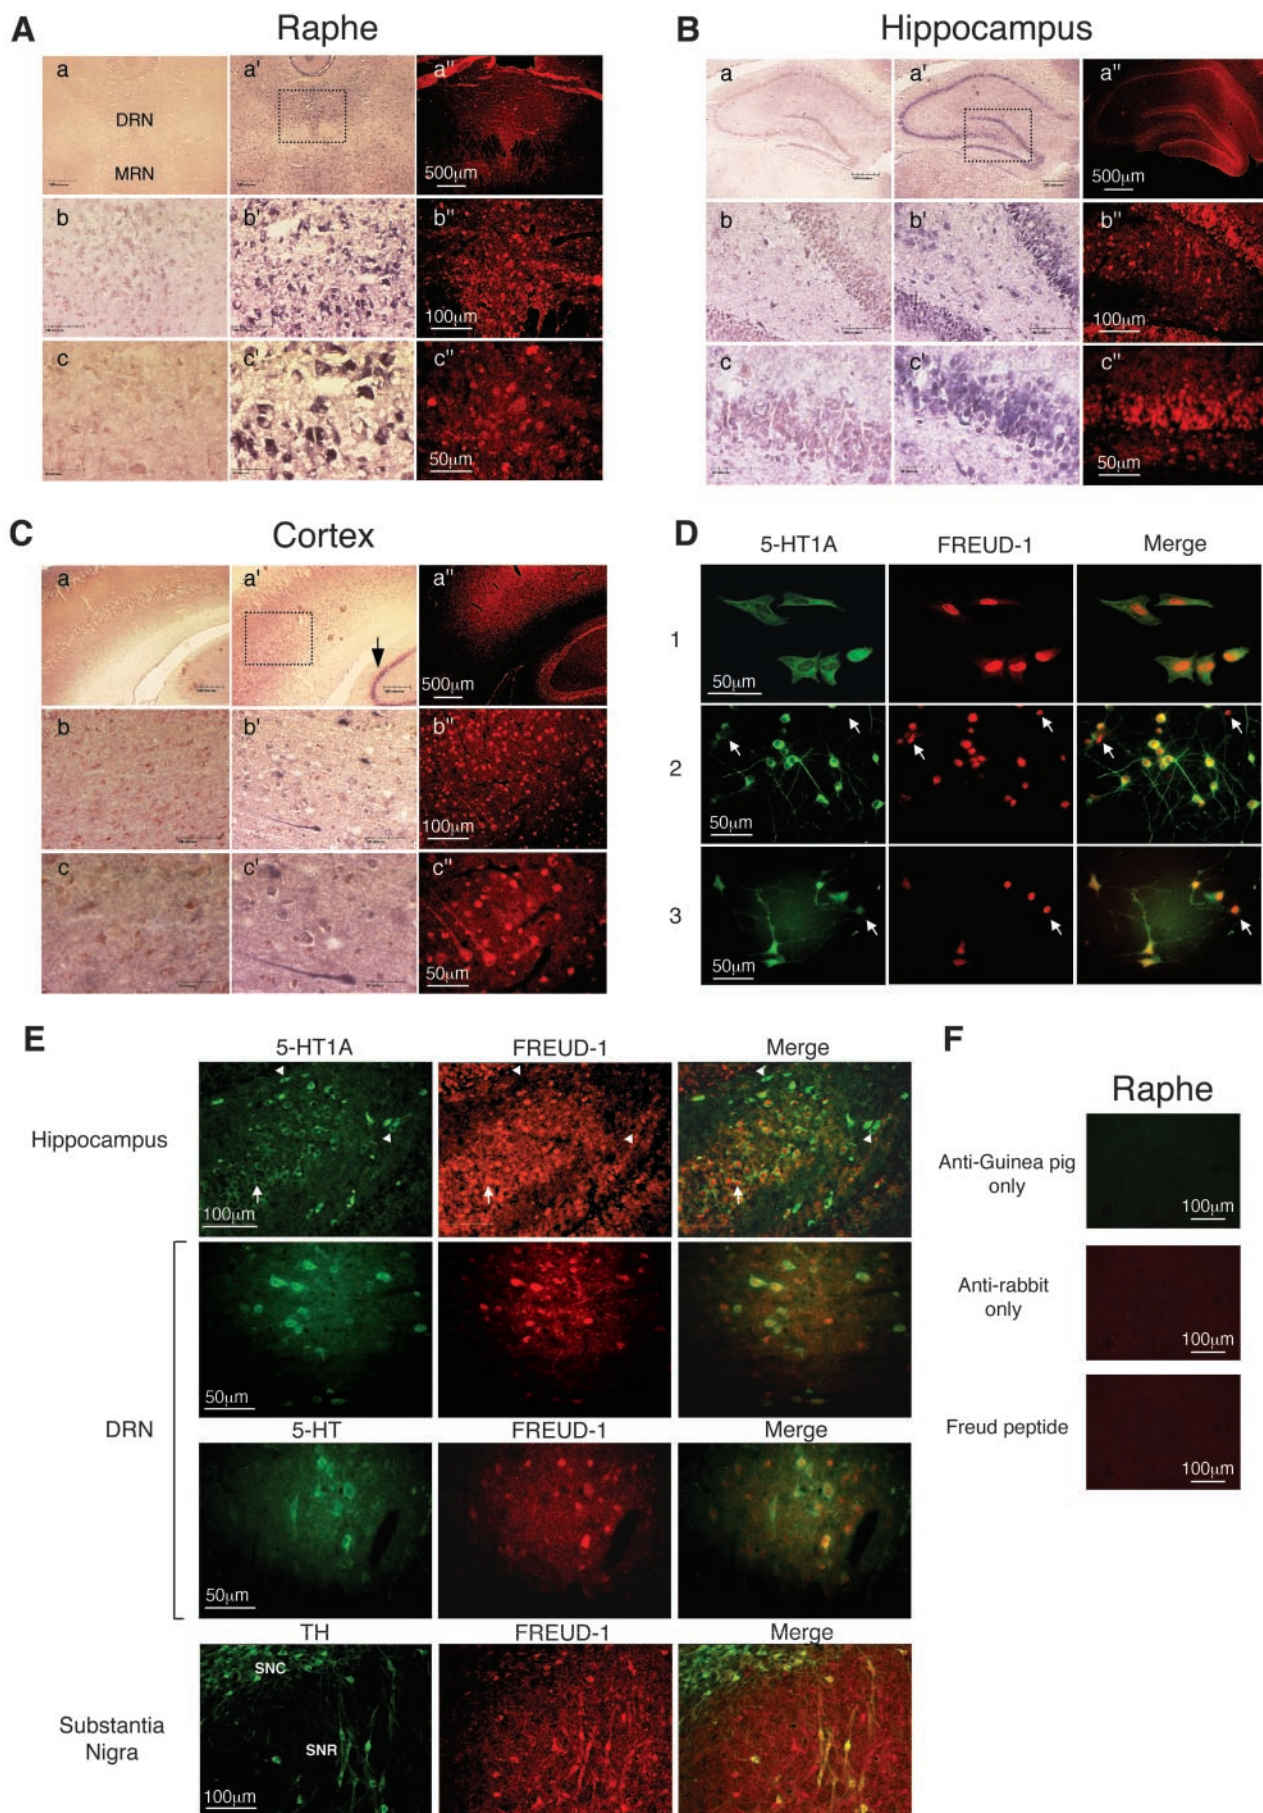 A
Raphe
a a' a"
DRN
MRN
500µm
b b' b"
100µm
c c' c"
50µm
B
Hippocampus
a a' a"
500µm
b b' b"
100µm
c c' c"
50µm
C
Cortex
a a' a"
500µm
b b' b"
100µm
c c' c"
50µm
D
5-HT1A FREUD-1 Merge
1
50µm
2
50µm
3
50µm
E
5-HT1A FREUD-1 Merge
Hippocampus
100µm
DRN
50µm
5-HT FREUD-1 Merge
50µm
TH FREUD-1 Merge
SNC
Substantia
Nigra
SNR
100µm
F
Raphe
Anti-Guinea pig
only
100µm
Anti-rabbit
only
100µm
Freud peptide
100µm